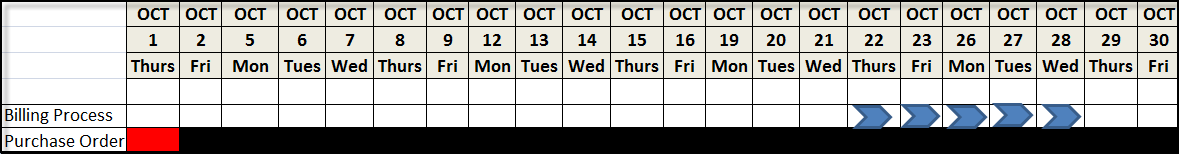 OCT OCT OCT OCT OCT OCT OCT OCT OCT OCT OCT OCT OCT OCT OCT OCT OCT OCT OCT OCT OCT OCT
1 2 5 6 7 8 9 12 13 14 15 16 19 20 21 22 23 26 27 28 29 30
Thurs Fri Mon Tues Wed Thurs Fri Mon Tues Wed Thurs Fri Mon Tues Wed Thurs Fri Mon Tues Wed Thurs Fri
Billing Process
Purchase Order